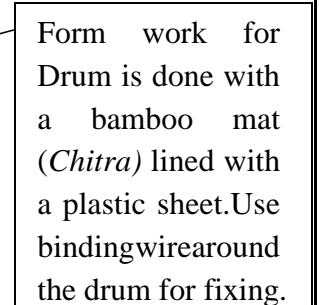 Form work for
Drum is done with
a bamboo mat
(Chitra) lined with
a plastic sheet.Use
bindingwirearound
the drum for fixing.